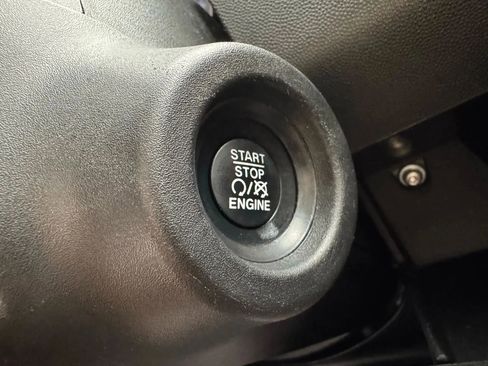 START
STOP
/
ENGINE